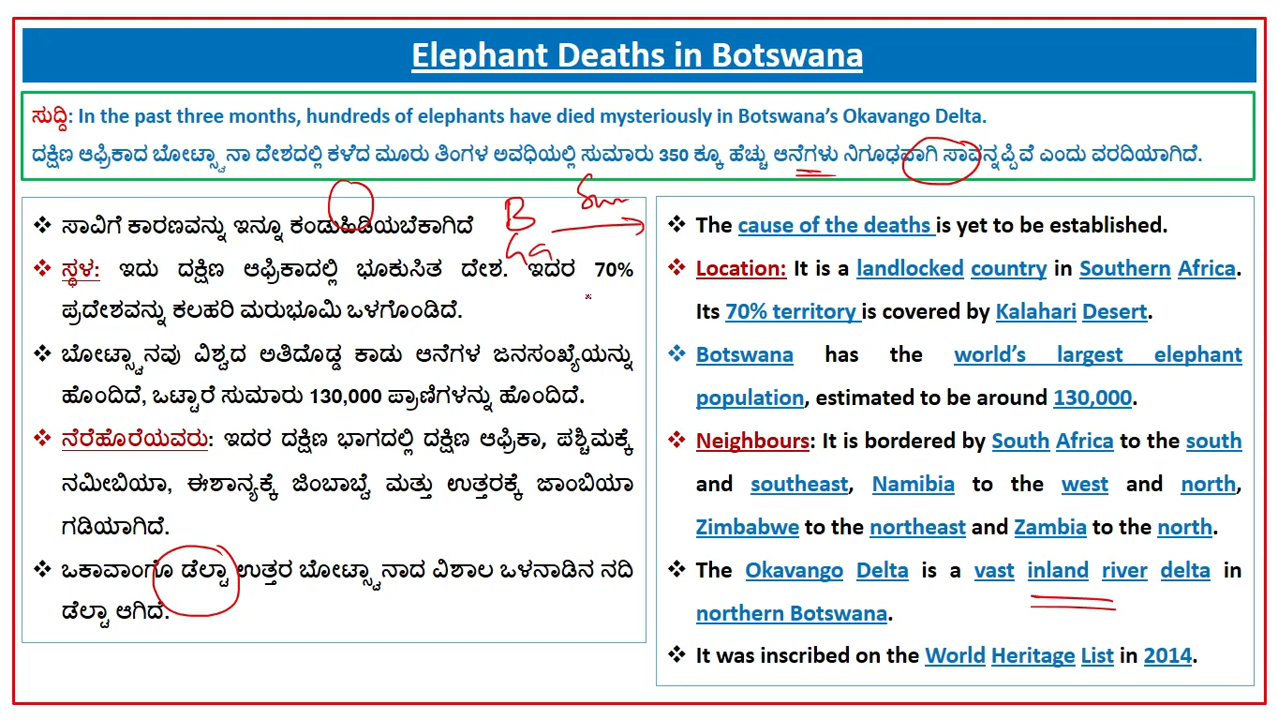 Elephant Deaths in Botswana
ಸುದ್ದಿ: In the past three months, hundreds of elephants have died mysteriously in Botswana's Okavango Delta.
ದಕ್ಷಿಣ ಆಫ್ರಿಕಾದ ಬೋಟ್ಸ್ವಾನಾ ದೇಶದಲ್ಲಿ ಕಳೆದ ಮೂರು ತಿಂಗಳ ಅವಧಿಯಲ್ಲಿ ಸುಮಾರು 350 ಕ್ಕೂ ಹೆಚ್ಚು ಆನೆಗಳು ನಿಗೂಢವಾಗಿ ಸಾವನ್ನಪ್ಪಿವೆ ಎಂದು ವರದಿಯಾಗಿದೆ.
❖ ಸಾವಿಗೆ ಕಾರಣವನ್ನು ಇನ್ನೂ ಕಂಡುಹಿಡಿಯಬೇಕಾಗಿದೆ
❖ ಸ್ಥಳ: ಇದು ದಕ್ಷಿಣ ಆಫ್ರಿಕಾದಲ್ಲಿ ಭೂಕುಸಿತ ದೇಶ. ಇದರ 70%
ಪ್ರದೇಶವನ್ನು ಕಲಹರಿ ಮರುಭೂಮಿ ಒಳಗೊಂಡಿದೆ.
❖ ಬೋಟ್ಸ್ವಾನವು ವಿಶ್ವದ ಅತಿದೊಡ್ಡ ಕಾಡು ಆನೆಗಳ ಜನಸಂಖ್ಯೆಯನ್ನು
ಹೊಂದಿದೆ, ಒಟ್ಟಾರೆ ಸುಮಾರು 130,000 ಪ್ರಾಣಿಗಳನ್ನು ಹೊಂದಿದೆ.
❖ ನೆರೆಹೊರೆಯವರು: ಇದರ ದಕ್ಷಿಣ ಭಾಗದಲ್ಲಿ ದಕ್ಷಿಣ ಆಫ್ರಿಕಾ, ಪಶ್ಚಿಮಕ್ಕೆ
ನಮೀಬಿಯಾ, ಈಶಾನ್ಯಕ್ಕೆ ಜಿಂಬಾಬ್ವೆ ಮತ್ತು ಉತ್ತರಕ್ಕೆ ಜಾಂಬಿಯಾ
ಗಡಿಯಾಗಿದೆ.
❖ ಒಕಾವಾಂಗೊ ಡೆಲ್ಟಾ ಉತ್ತರ ಬೋಟ್ಸ್ವಾನಾದ ವಿಶಾಲ ಒಳನಾಡಿನ ನದಿ
ಡೆಲ್ಟಾ ಆಗಿದೆ.
❖ The cause of the deaths is yet to be established.
❖ Location: It is a landlocked country in Southern Africa.
Its 70% territory is covered by Kalahari Desert.
❖ Botswana has the world's largest elephant
population, estimated to be around 130,000.
❖ Neighbours: It is bordered by South Africa to the south
and southeast, Namibia to the west and north,
Zimbabwe to the northeast and Zambia to the north.
❖ The Okavango Delta is a vast inland river delta in
northern Botswana.
❖ It was inscribed on the World Heritage List in 2014.